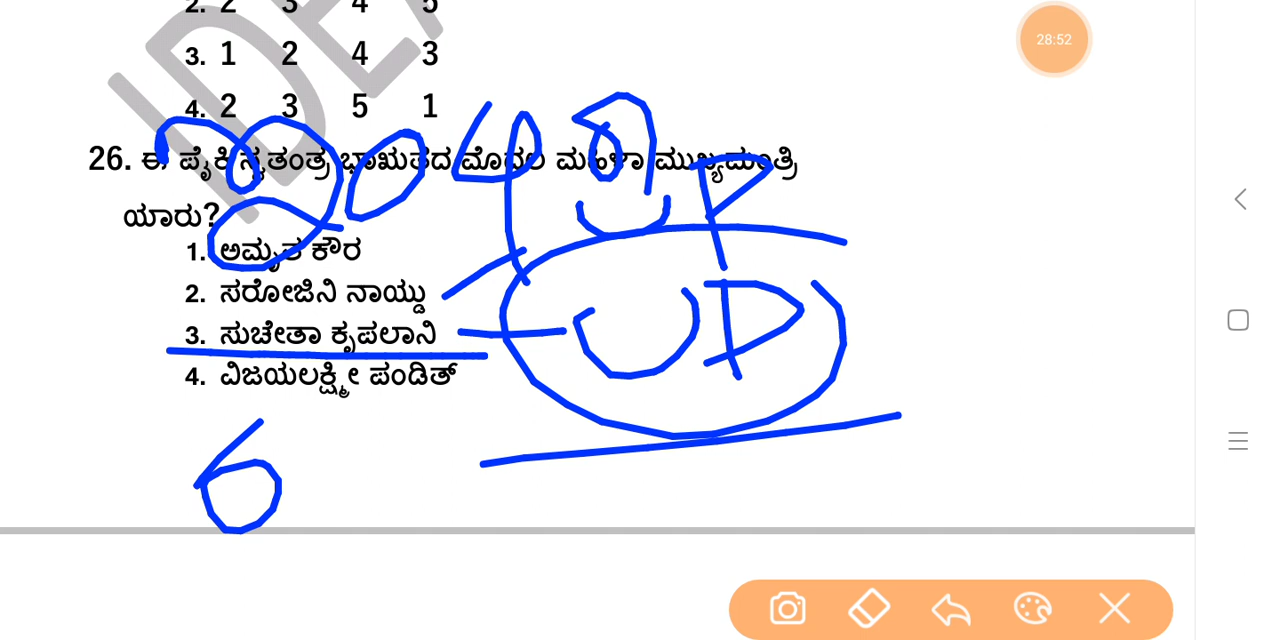 2. 2 3 4 5
3. 1 2 4 3
4. 2 3 5 1
28:52
26. ಈ ಪೈಕಿ ಸ್ವತಂತ್ರ ಭಾರತದ ಮೊದಲ ಮಹಿಳಾ ಮುಖ್ಯಮಂತ್ರಿ
ಯಾರು?
1. ಅಮೃತ ಕೌರ
2. ಸರೋಜಿನಿ ನಾಯ್ಡು
3. ಸುಚೇತಾ ಕೃಪಲಾನಿ
4. ವಿಜಯಲಕ್ಷ್ಮೀ ಪಂಡಿತ್
UP
UP